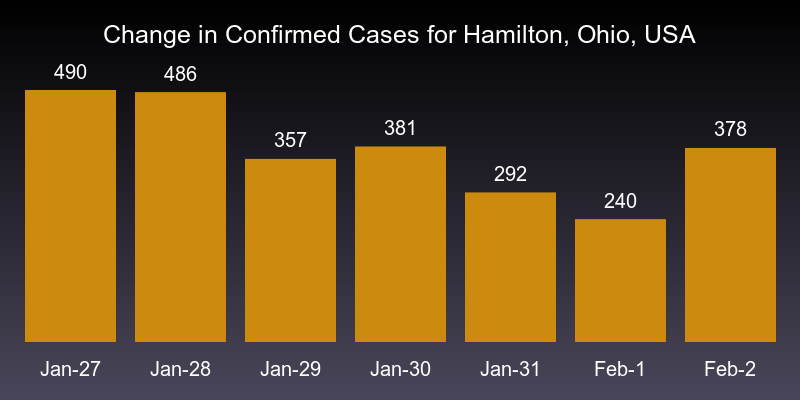 Change in Confirmed Cases for Hamilton, Ohio, USA
490
486
357
381
292
240
378
Jan-27
Jan-28
Jan-29
Jan-30
Jan-31
Feb-1
Feb-2